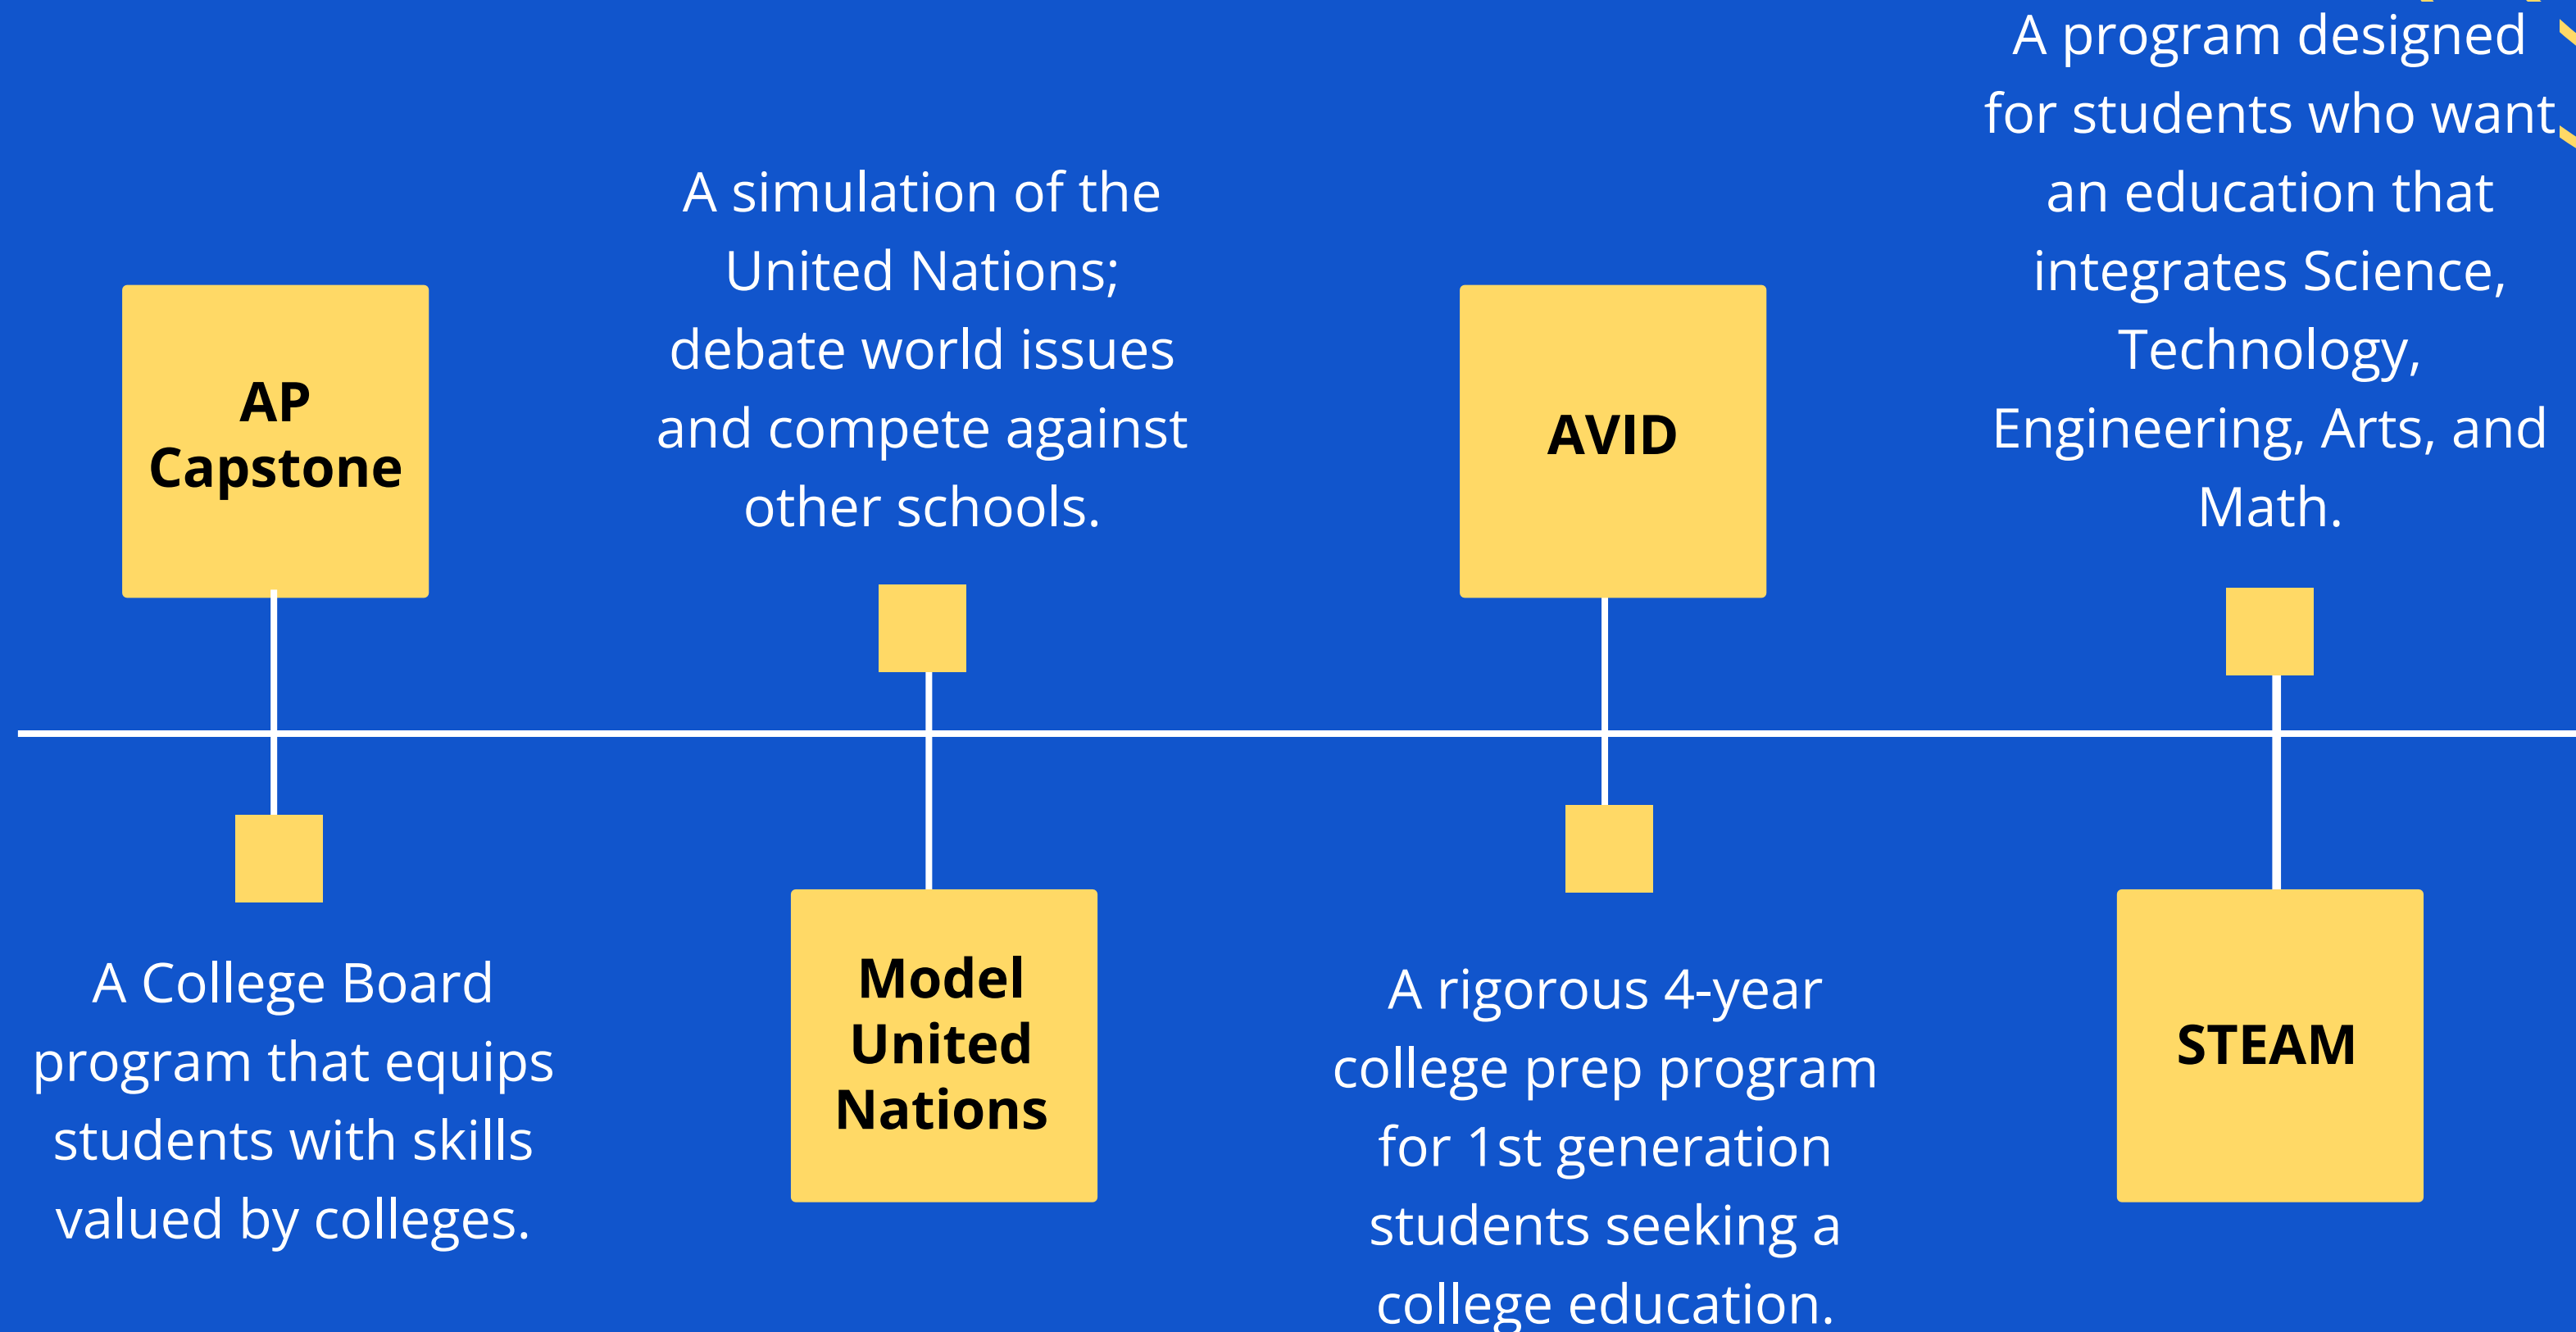 AP
Capstone
A College Board
program that equips
students with skills
valued by colleges.
A simulation of the
United Nations;
debate world issues
and compete against
other schools.
Model
United
Nations
AVID
A rigorous 4-year
college prep program
for 1st generation
students seeking a
college education.
A program designed
for students who want
an education that
integrates Science,
Technology,
Engineering, Arts, and
Math.
STEAM